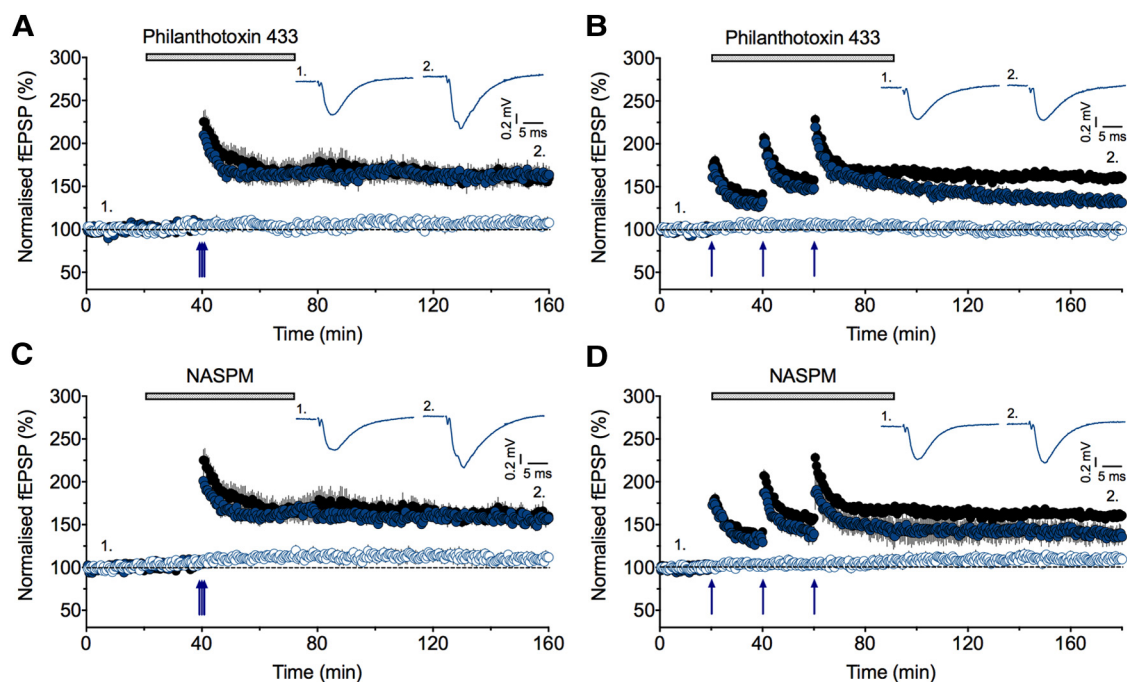 A
Philanthotoxin 433
Normalised fEPSP (%)
300
250
200
150
100
50
1.
2.
0.2 mV
5 ms
1.
2.
0
40
80
120
160
Time (min)
B
Philanthotoxin 433
Normalised fEPSP (%)
300
250
200
150
100
50
1.
2.
0.2 mV
5 ms
1.
2.
0
40
80
120
160
Time (min)
C
NASPM
Normalised fEPSP (%)
300
250
200
150
100
50
1.
2.
0.2 mV
5 ms
1.
2.
0
40
80
120
160
Time (min)
D
NASPM
Normalised fEPSP (%)
300
250
200
150
100
50
1.
2.
0.2 mV
5 ms
1.
2.
0
40
80
120
160
Time (min)